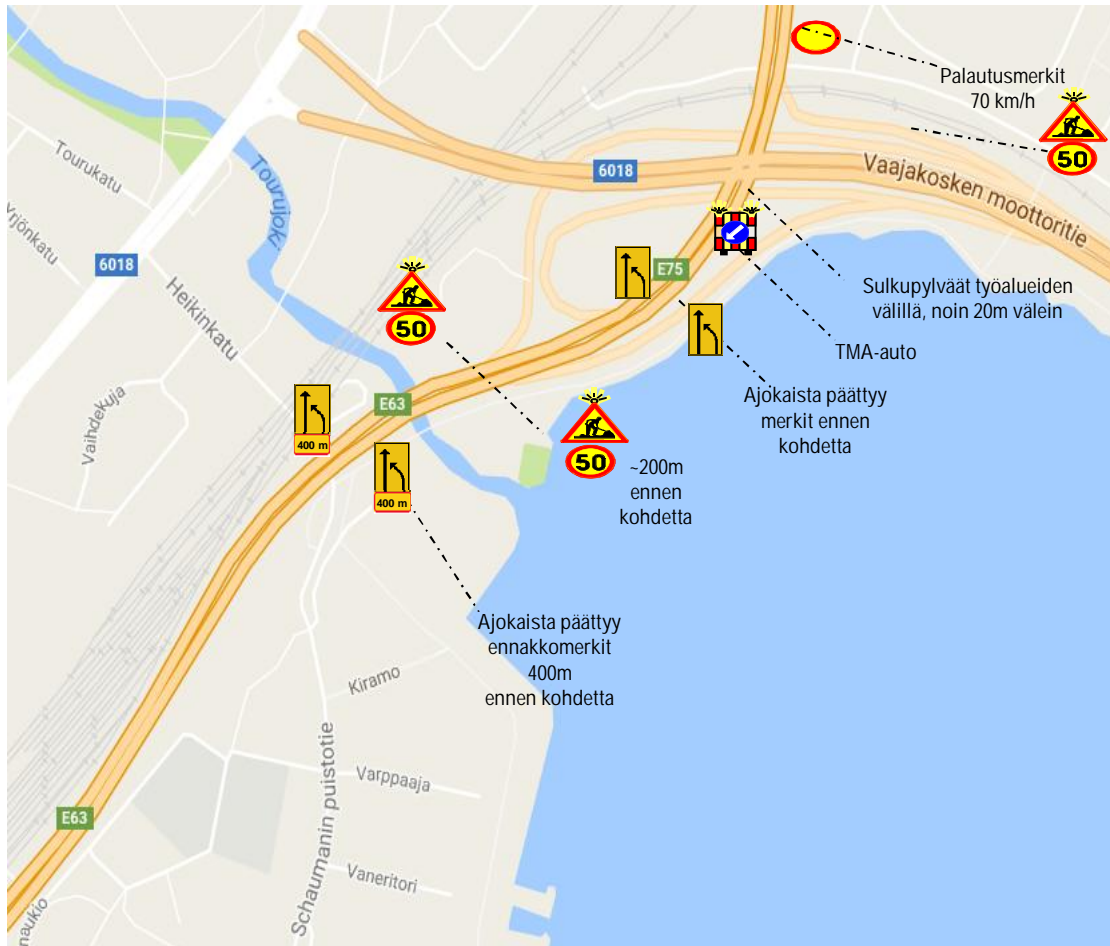 Palautusmerkit
70 km/h
50
Vaajakosken moottoritie
6018
Tourukatu
Yrjönkatu
Tourujoki
6018
Heikinkatu
E75
Sulkupylväät työalueiden
välillä, noin 20m välein
TMA-auto
50
Vaihdekuja
E63
Ajokaista päättyy
merkit ennen
kohdetta
400 m
50
~200m
ennen
kohdetta
400 m
Ajokaista päättyy
ennakkomerkit
400m
ennen kohdetta
Kiramo
Schaumanin puistotie
Varppaaja
E63
Vaneritori
naukio